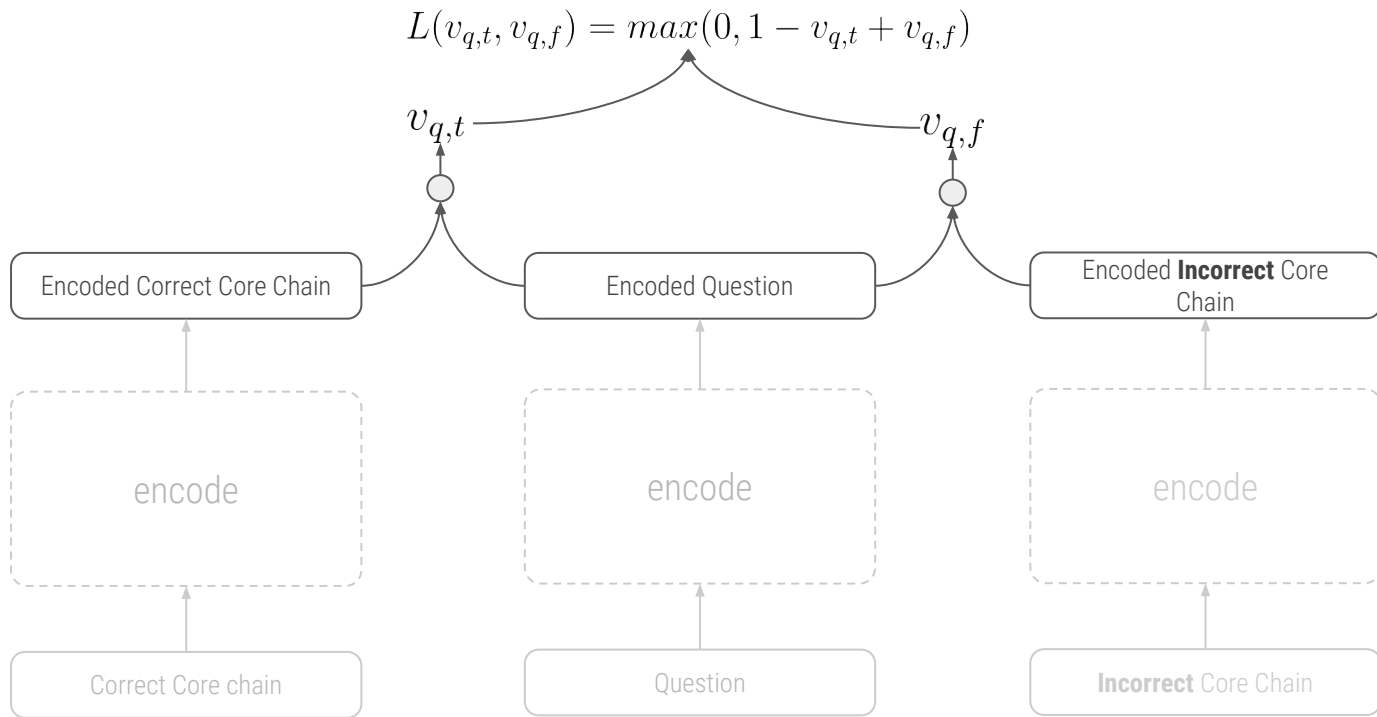 L(v_{q,t}, v_{q,f}) = max(0, 1 − v_{q,t} + v_{q,f})
v_{q,t}
v_{q,f}
Encoded Correct Core Chain
Encoded Question
Encoded Incorrect Core
Chain
encode
encode
encode
Correct Core chain
Question
Incorrect Core Chain